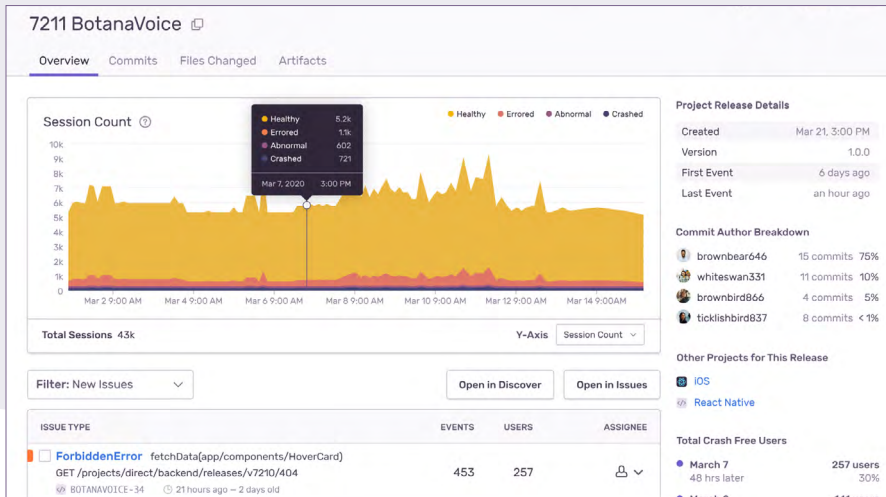 7211 BotanaVoice
Overview Commits Files Changed Artifacts
Session Count ?
Healthy Errored Abnormal Crashed
10k
9k
8k
7k
6k
5k
4k
3k
2k
1k
0
Healthy 5.2k
Errored 1.1k
Abnormal 602
Crashed 721
Mar 7, 2020 3:00 PM
Mar 2 9:00 AM Mar 4 9:00 AM Mar 6 9:00 AM Mar 8 9:00 AM Mar 10 9:00 AM Mar 12 9:00 AM Mar 14 9:00AM
Total Sessions 43k
Y-Axis Session Count
Filter: New Issues
Open in Discover Open in Issues
ISSUE TYPE EVENTS USERS ASSIGNEE
ForbiddenError fetchData(app/components/HoverCard)
GET /projects/direct/backend/releases/v7210/404
453 257
BOTANAVOICE-34 21 hours ago — 2 days old
Project Release Details
Created Mar 21, 3:00 PM
Version 1.0.0
First Event 6 days ago
Last Event an hour ago
Commit Author Breakdown
brownbear646 15 commits 75%
whiteswan331 11 commits 10%
brownbird866 4 commits 5%
ticklishbird837 8 commits <1%
Other Projects for This Release
iOS
React Native
Total Crash Free Users
March 7 257 users
48 hrs later 30%